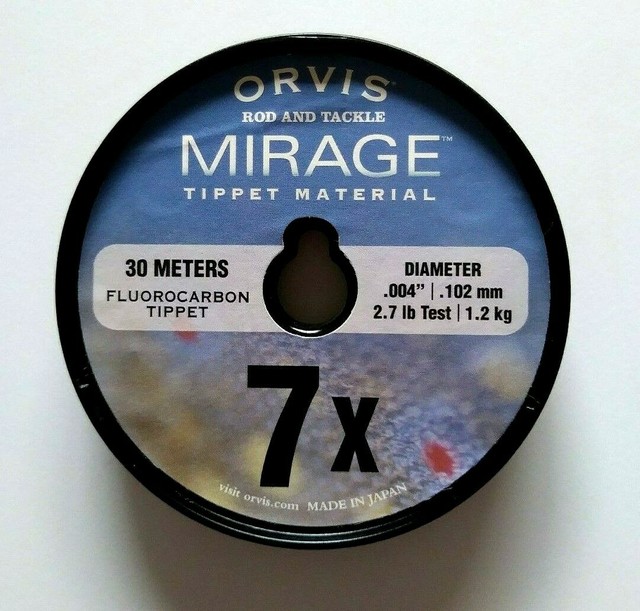 ORVIS®
ROD AND TACKLE
MIRAGE™
TIPPET MATERIAL
30 METERS
FLUOROCARBON
TIPPET
DIAMETER
.004” | .102 mm
2.7 lb Test | 1.2 kg
7X
visit orvis.com MADE IN JAPAN